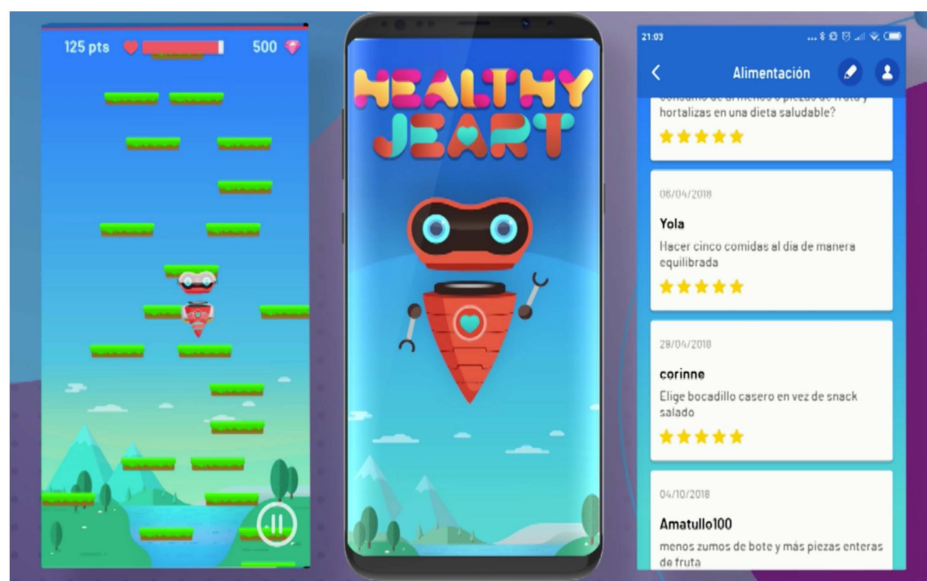 125 pts
500
HEALTHY
JEART
21:03
Alimentación
hortalizas en una dieta saludable?
06/04/2018
Yola
Hacer cinco comidas al día de manera
equilibrada
28/04/2018
corinne
Elige bocadillo casero en vez de snack
salado
04/10/2018
Amatullo100
menos zumos de bote y más piezas enteras
de fruta